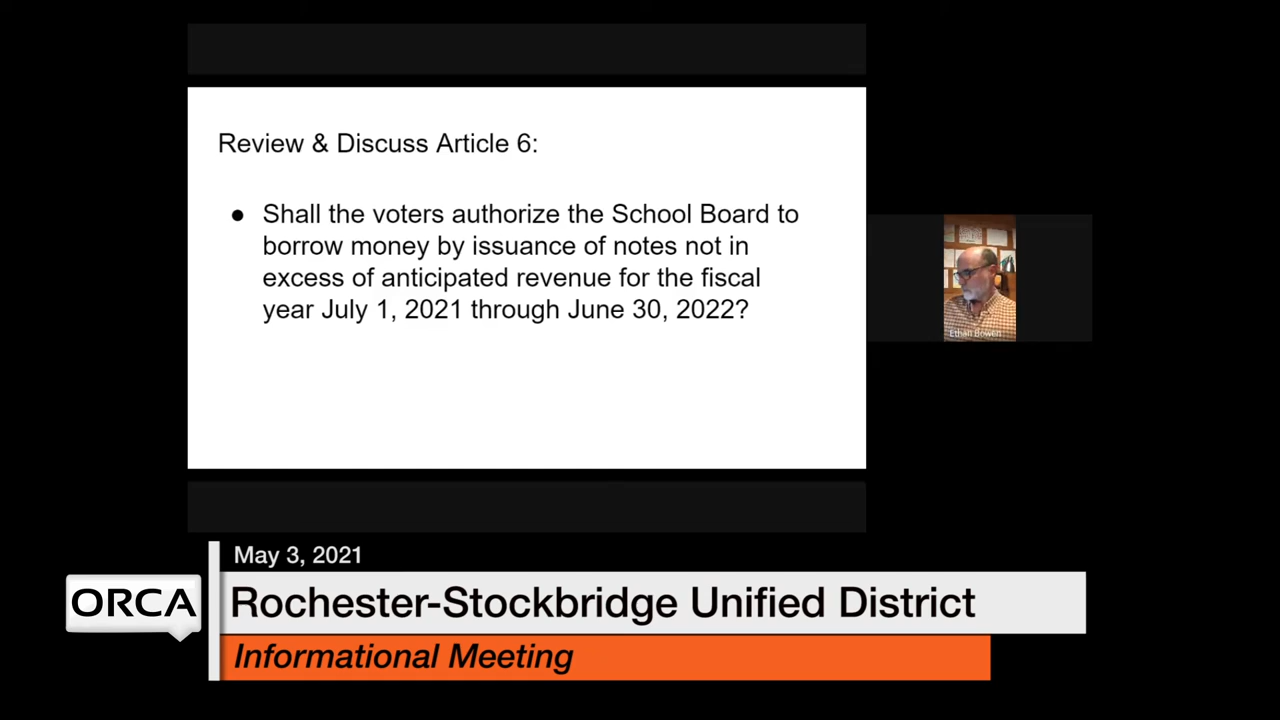 Review & Discuss Article 6:
● Shall the voters authorize the School Board to
borrow money by issuance of notes not in
excess of anticipated revenue for the fiscal
year July 1, 2021 through June 30, 2022?
Ethan Bowen
May 3, 2021
ORCA
Rochester-Stockbridge Unified District
Informational Meeting